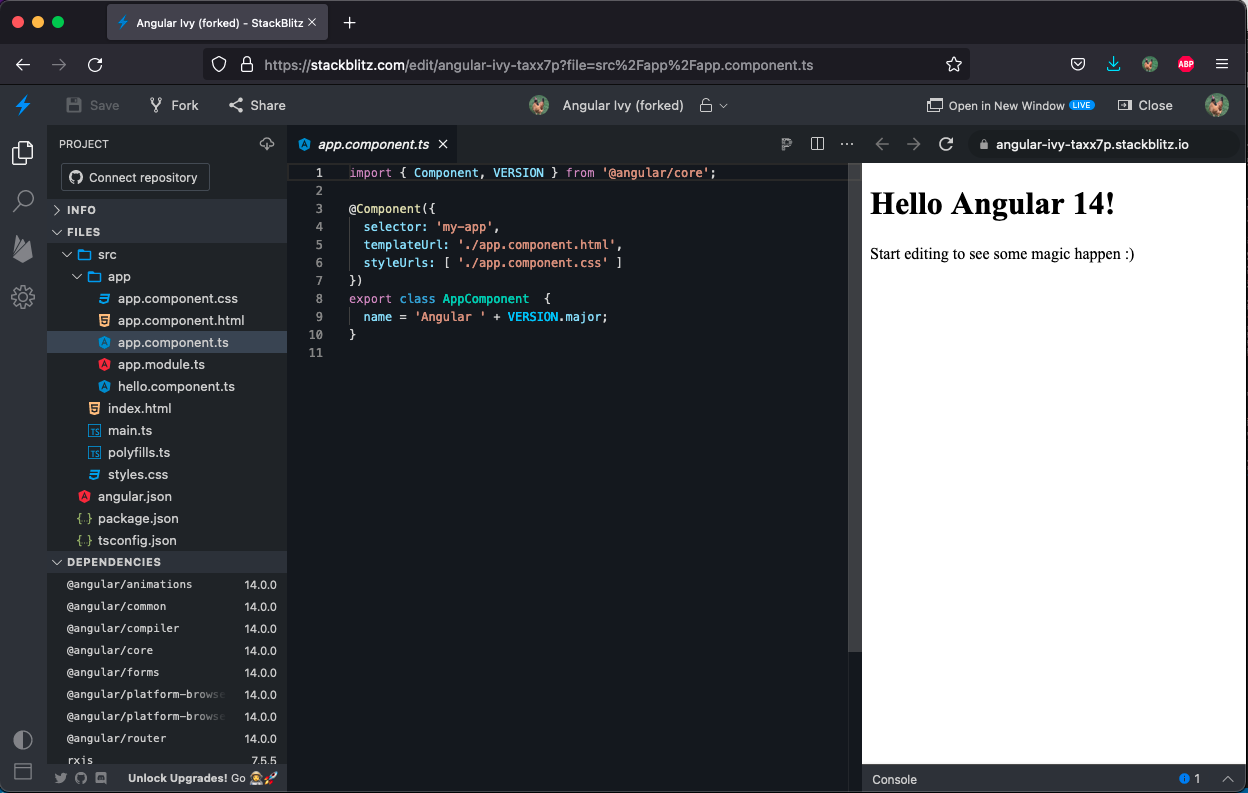 Angular Ivy (forked) - StackBlitz
https://stackblitz.com/edit/angular-ivy-taxx7p?file=src%2Fapp%2Fapp.component.ts
ABP
Save Fork Share Angular Ivy (forked) Open in New Window LIVE Close
PROJECT
Connect repository
INFO
FILES
src
app
app.component.css
app.component.html
app.component.ts
app.module.ts
hello.component.ts
index.html
TS main.ts
TS polyfills.ts
styles.css
angular.json
{..} package.json
{..} tsconfig.json
DEPENDENCIES
@angular/animations 14.0.0
@angular/common 14.0.0
@angular/compiler 14.0.0
@angular/core 14.0.0
@angular/forms 14.0.0
@angular/platform-browse 14.0.0
@angular/platform-browse 14.0.0
@angular/router 14.0.0
rxjs 7.5.5
Unlock Upgrades! Go
app.component.ts
1 import { Component, VERSION } from '@angular/core';
2
3 @Component({
4 selector: 'my-app',
5 templateUrl: './app.component.html',
6 styleUrls: [ './app.component.css' ]
7 })
8 export class AppComponent  {
9 name = 'Angular ' + VERSION.major;
10 }
11
angular-ivy-taxx7p.stackblitz.io
Hello Angular 14!
Start editing to see some magic happen :)
Console 1